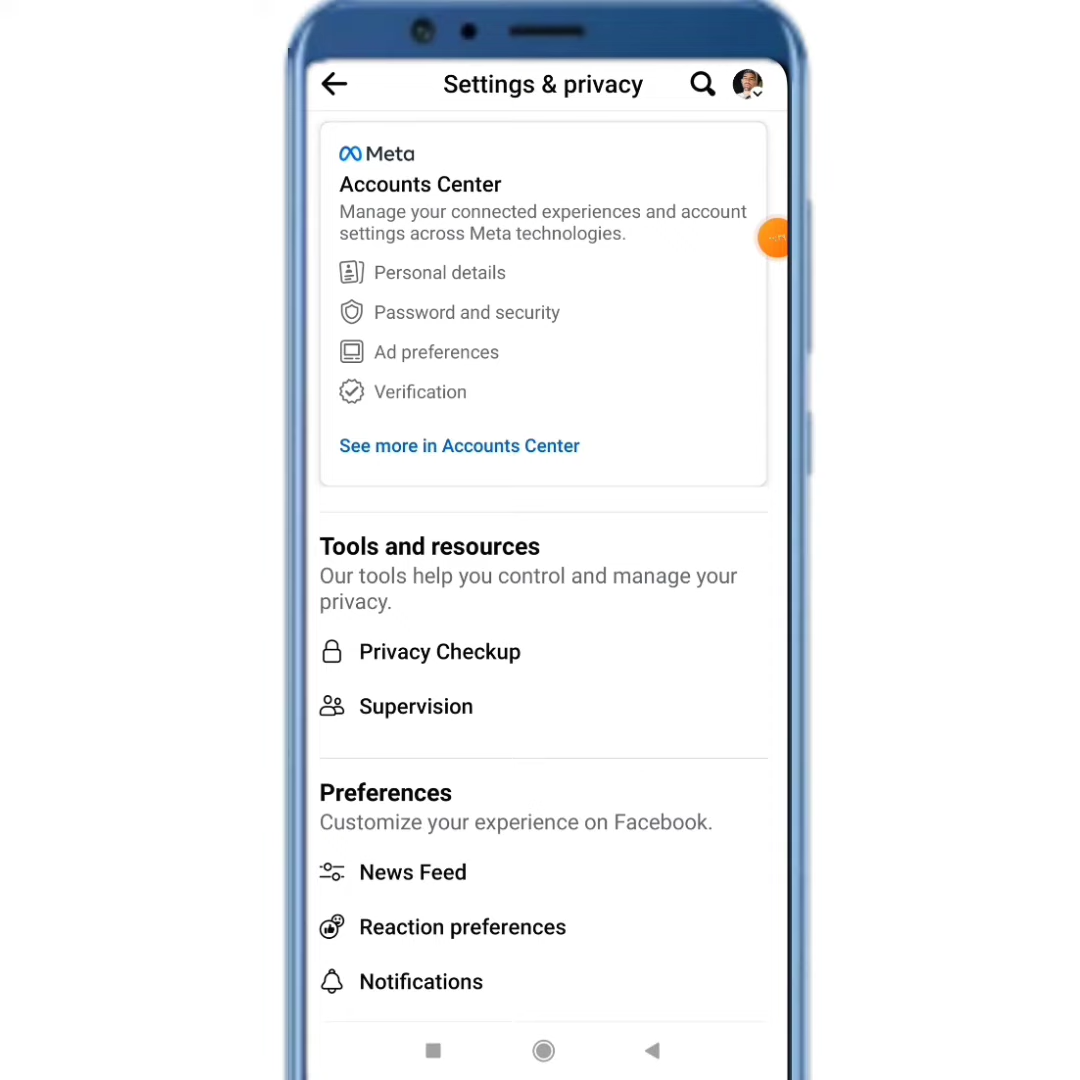 Settings & privacy
Meta
Accounts Center
Manage your connected experiences and account
settings across Meta technologies.
Personal details
Password and security
Ad preferences
Verification
See more in Accounts Center
Tools and resources
Our tools help you control and manage your
privacy.
Privacy Checkup
Supervision
Preferences
Customize your experience on Facebook.
News Feed
Reaction preferences
Notifications